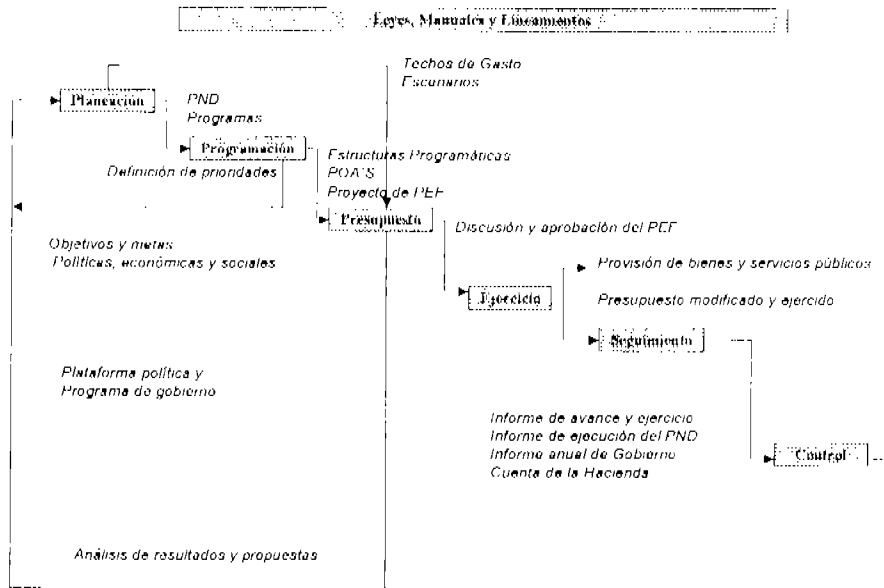 Leyes, Manuales y Lineamientos
Techos de Gasto
Escenarios
Planeación
PND
Programas
Programación
Definición de prioridades
Estructuras Programáticas
POA'S
Proyecto de PEF
Presupuesto
Discusión y aprobación del PEF
Objetivos y metas
Políticas, económicas y sociales
Provisión de bienes y servicios públicos
Ejercicio
Presupuesto modificado y ejercido
Seguimiento
Plataforma política y
Programa de gobierno
Informe de avance y ejercicio
Informe de ejecución del PND
Informe anual de Gobierno
Cuenta de la Hacienda
Control
Análisis de resultados y propuestas